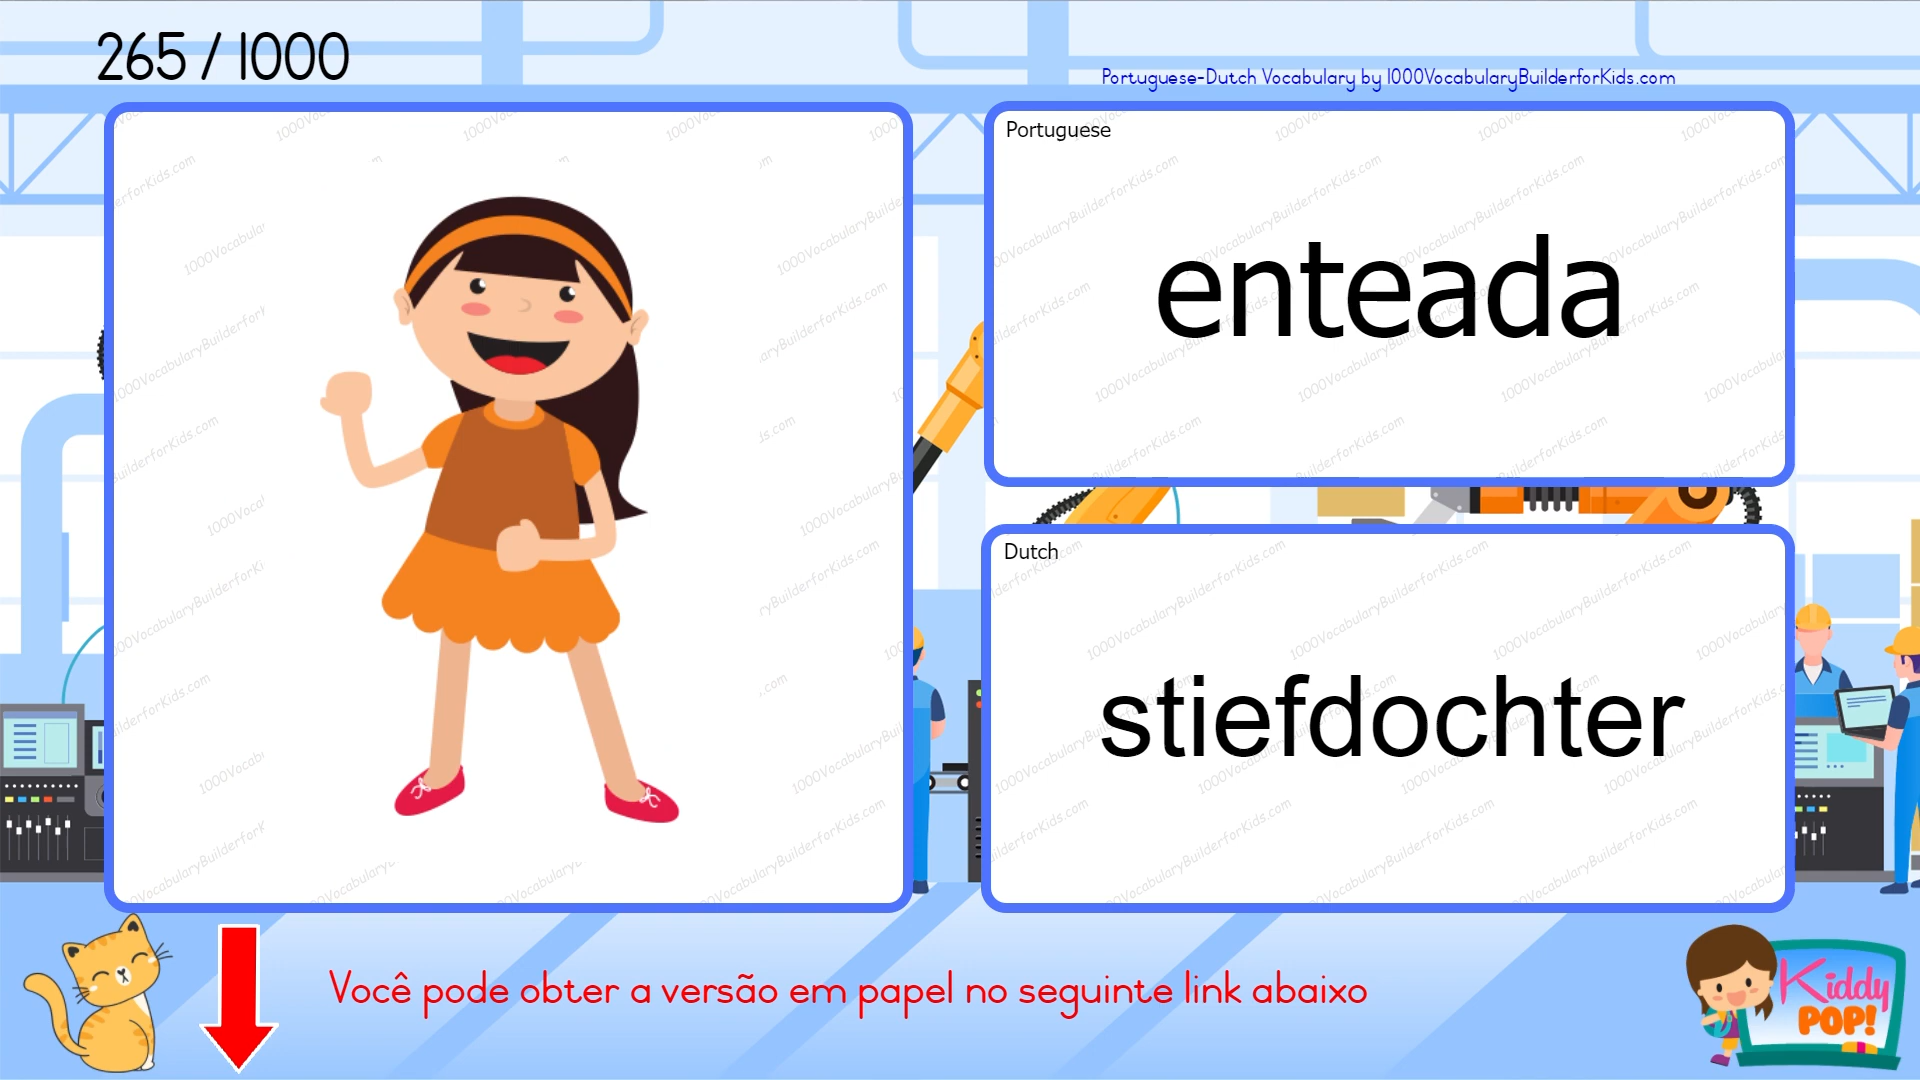 265 / 1000
Portuguese-Dutch Vocabulary by 1000VocabularyBuilderforKids.com
Portuguese
enteada
Dutch
stiefdochter
Você pode obter a versão em papel no seguinte link abaixo
Kiddy
POP!